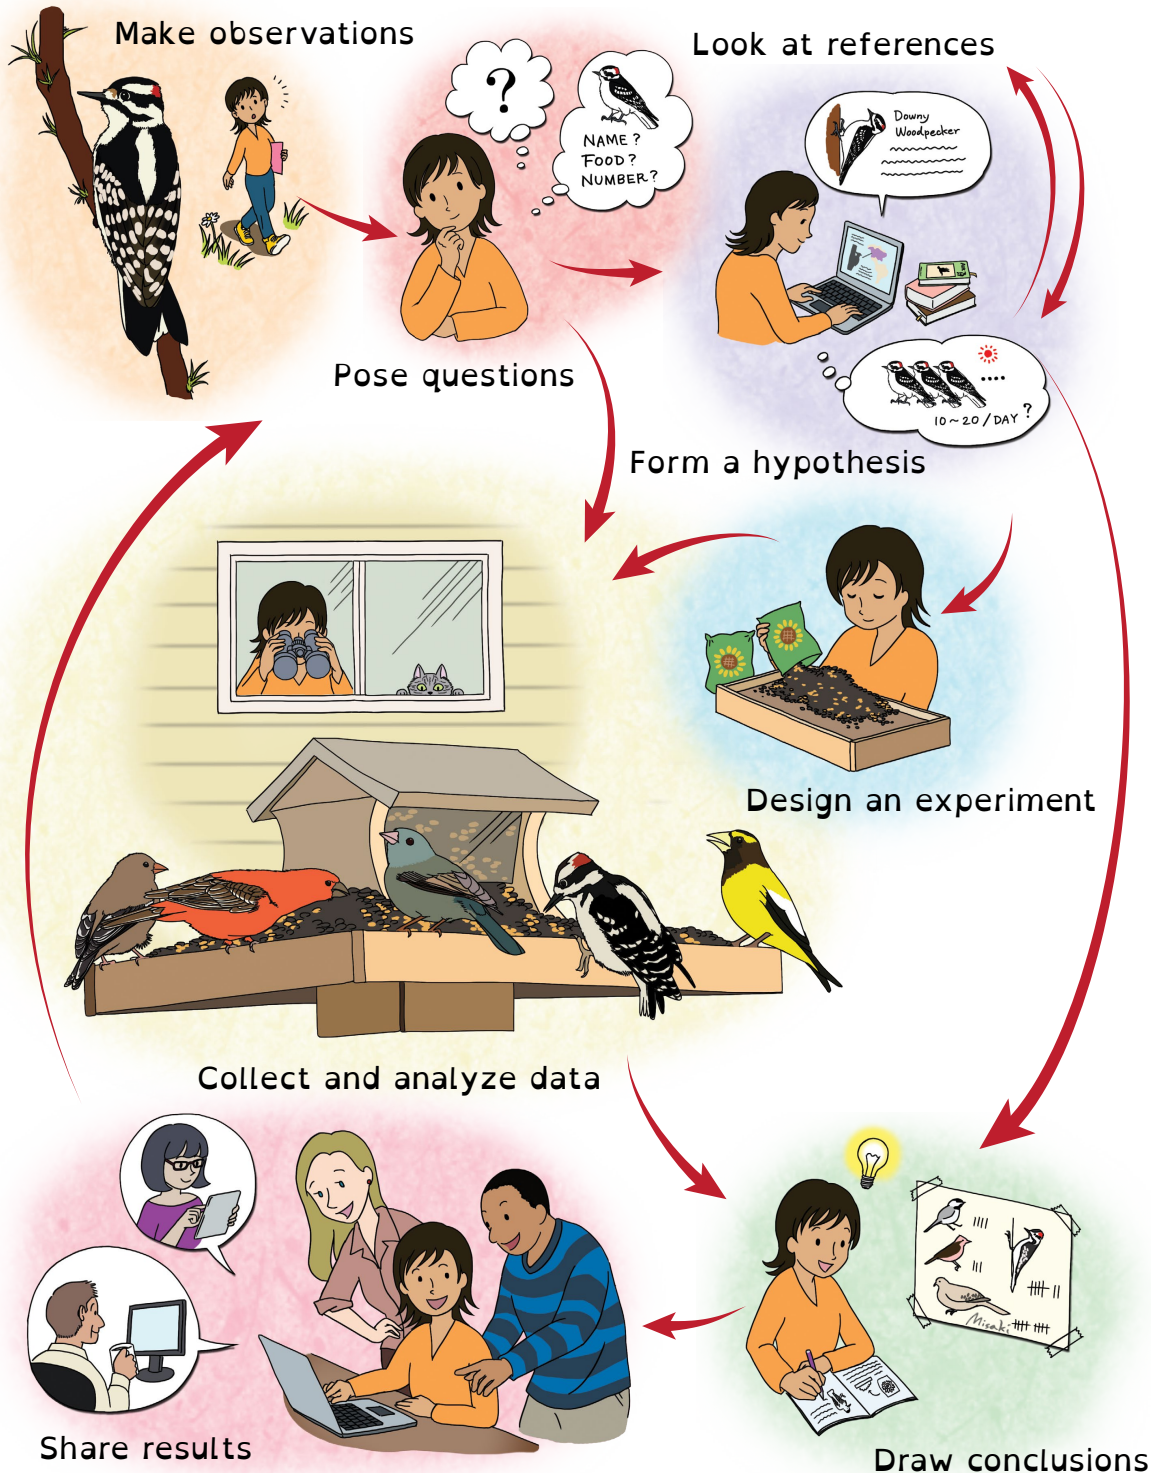 Make observations
?
NAME?
FOOD?
NUMBER?
Pose questions
Look at references
Downy
Woodpecker
10~20/DAY?
Form a hypothesis
Design an experiment
Collect and analyze data
Share results
Misaki
Draw conclusions